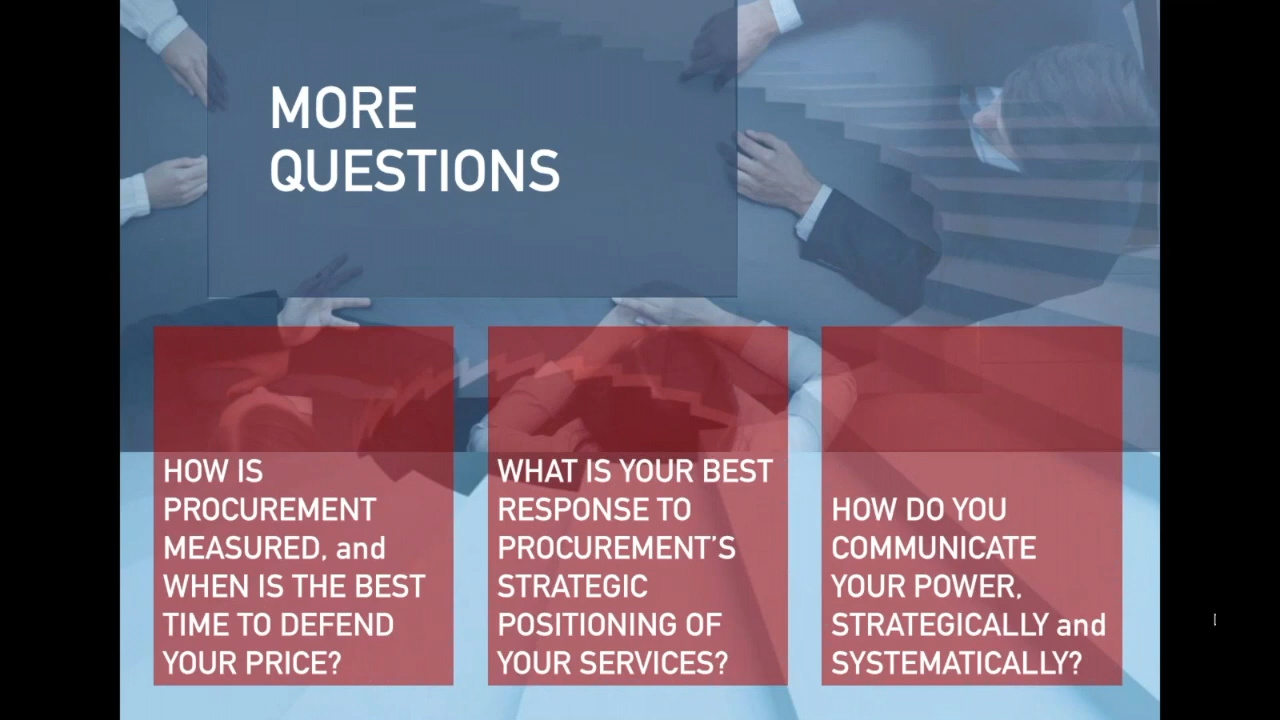 MORE
QUESTIONS
HOW IS
PROCUREMENT
MEASURED, and
WHEN IS THE BEST
TIME TO DEFEND
YOUR PRICE?
WHAT IS YOUR BEST
RESPONSE TO
PROCUREMENT’S
STRATEGIC
POSITIONING OF
YOUR SERVICES?
HOW DO YOU
COMMUNICATE
YOUR POWER,
STRATEGICALLY and
SYSTEMATICALLY?